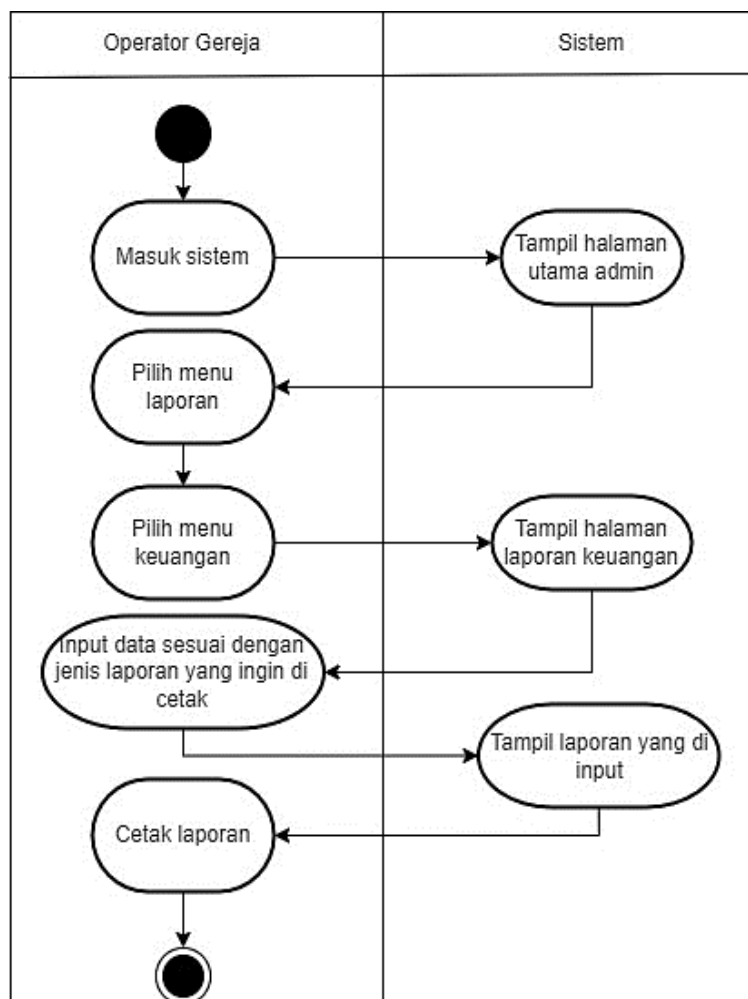 Operator Gereja
Sistem
Masuk sistem
Tampil halaman
utama admin
Pilih menu
laporan
Pilih menu
keuangan
Tampil halaman
laporan keuangan
Input data sesuai dengan
jenis laporan yang ingin di
cetak
Tampil laporan yang di
input
Cetak laporan